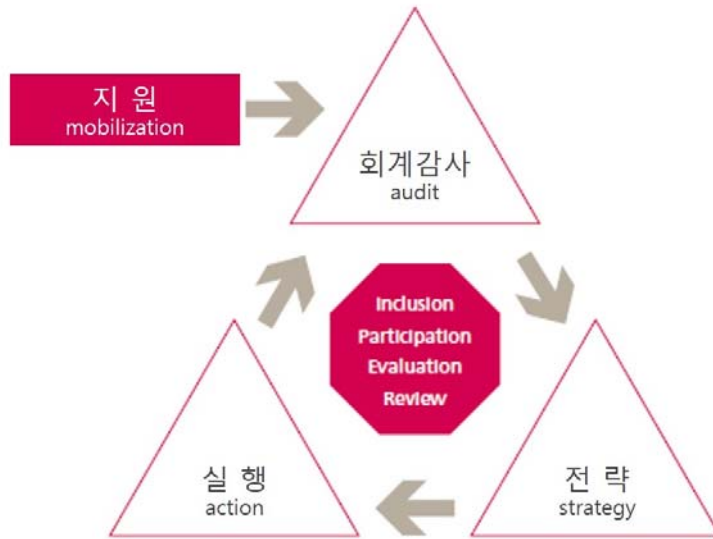 지 원
mobilization
회계감사
audit
Inclusion
Participation
Evaluation
Review
실 행
action
전 략
strategy